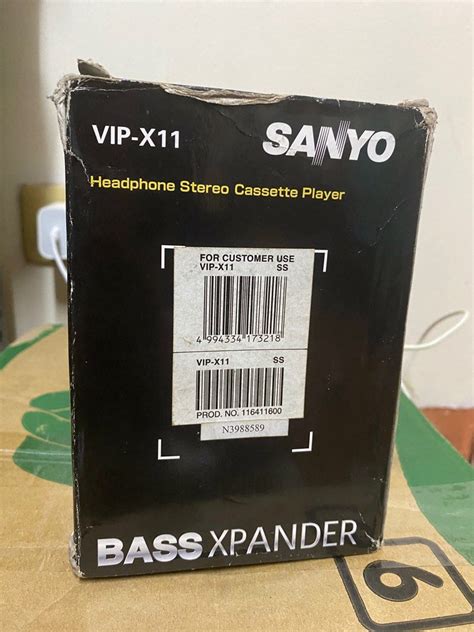 VIP-X11 SANYO
Headphone Stereo Cassette Player
FOR CUSTOMER USE
VIP-X11 SS
4 994334 173218
VIP-X11 SS
PROD. NO. 116411600
N3988589
BASS XPANDER
6